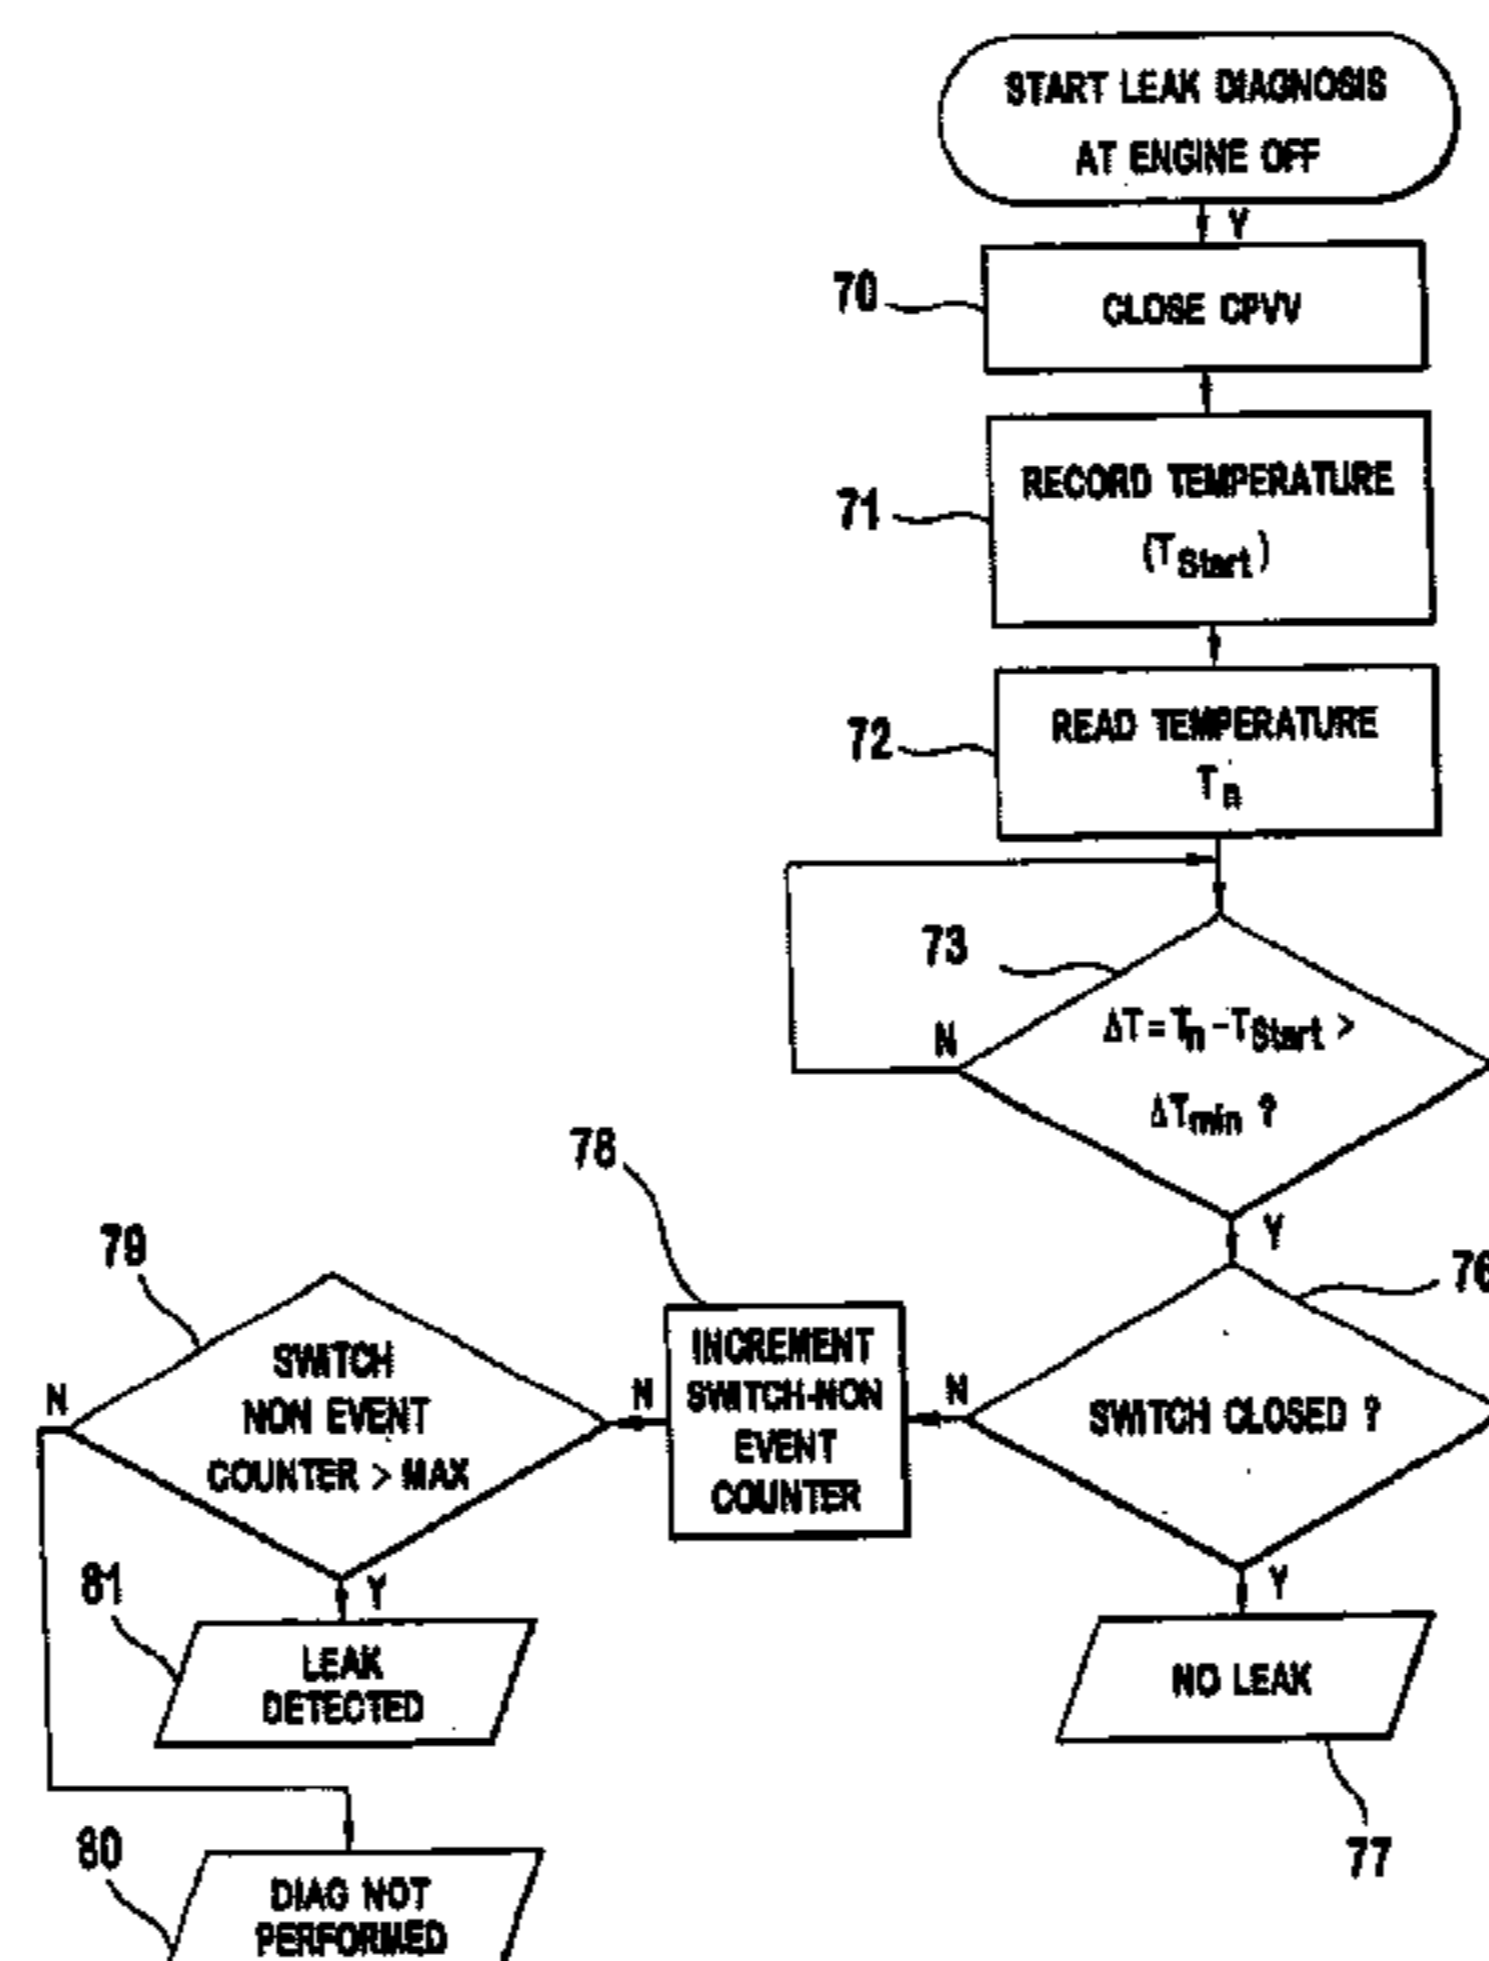 START LEAK DIAGNOSIS
AT ENGINE OFF
Y
70
CLOSE CPVV
71
RECORD TEMPERATURE
(TStart)
72
READ TEMPERATURE
Tn
73
N
ΔT=Tn-TStart >
ΔTmin ?
Y
76
SWITCH CLOSED ?
N
Y
NO LEAK
77
78
INCREMENT
SWITCH-NON
EVENT
COUNTER
N
79
SWITCH
NON EVENT
COUNTER > MAX
N
Y
81
LEAK
DETECTED
80
DIAG NOT
PERFORMED